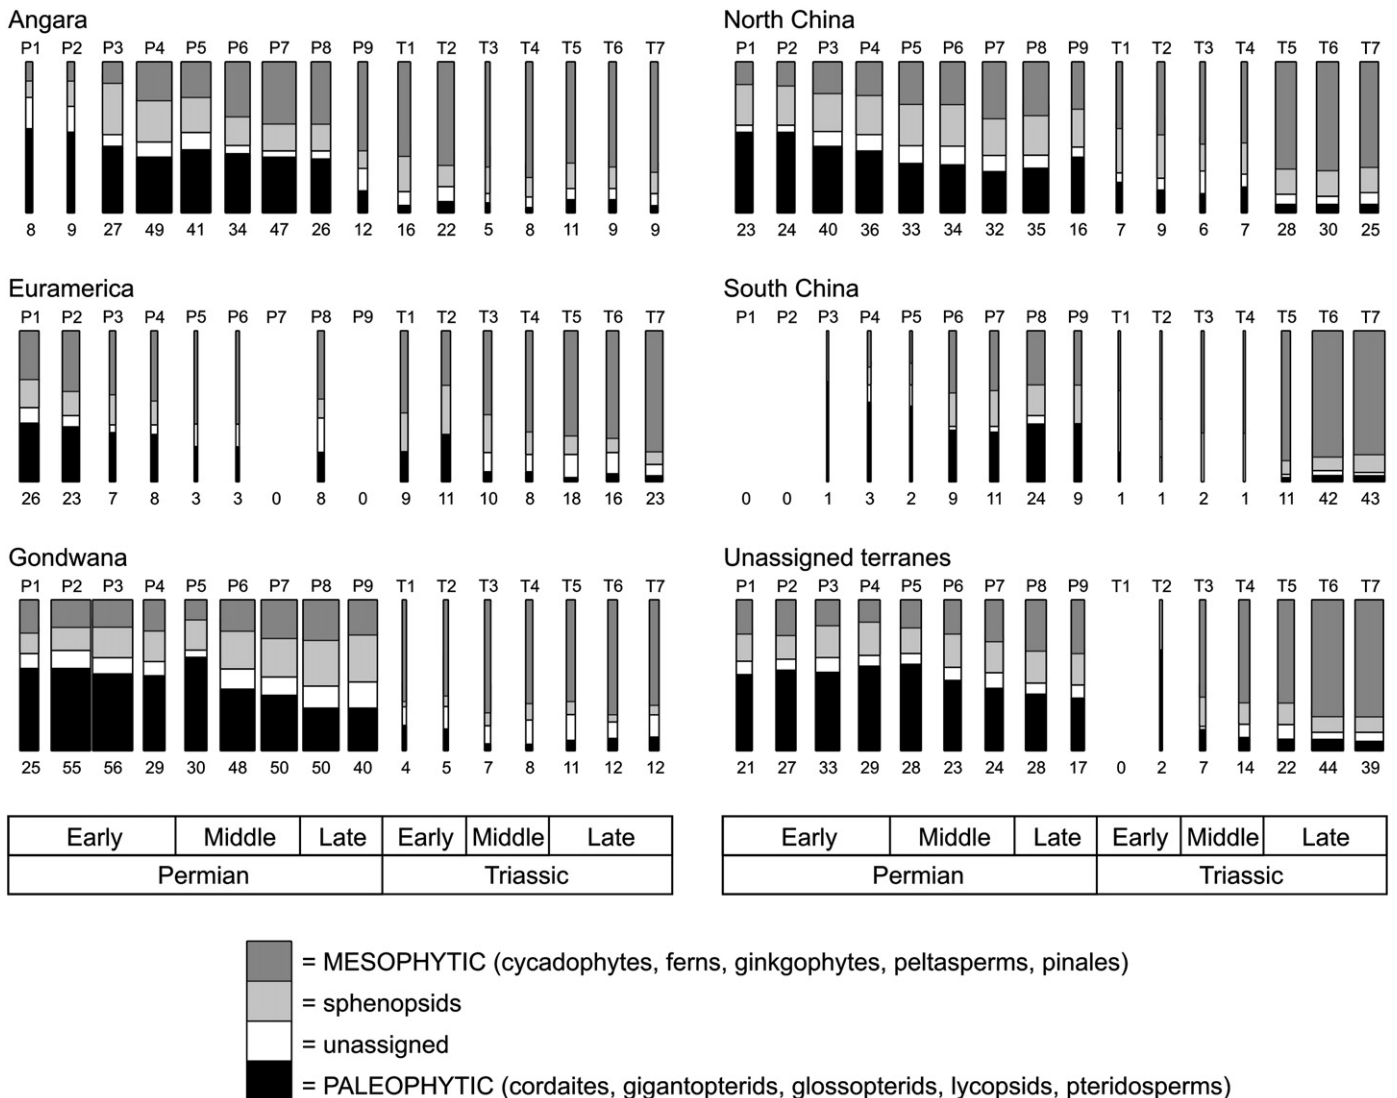 Angara
P1 P2 P3 P4 P5 P6 P7 P8 P9 T1 T2 T3 T4 T5 T6 T7
8 9 27 49 41 34 47 26 12 16 22 5 8 11 9 9
North China
P1 P2 P3 P4 P5 P6 P7 P8 P9 T1 T2 T3 T4 T5 T6 T7
23 24 40 36 33 34 32 35 16 7 9 6 7 28 30 25
Euramerica
P1 P2 P3 P4 P5 P6 P7 P8 P9 T1 T2 T3 T4 T5 T6 T7
26 23 7 8 3 3 0 8 0 9 11 10 8 18 16 23
South China
P1 P2 P3 P4 P5 P6 P7 P8 P9 T1 T2 T3 T4 T5 T6 T7
0 0 1 3 2 9 11 24 9 1 1 2 1 11 42 43
Gondwana
P1 P2 P3 P4 P5 P6 P7 P8 P9 T1 T2 T3 T4 T5 T6 T7
25 55 56 29 30 48 50 50 40 4 5 7 8 11 12 12
Unassigned terranes
P1 P2 P3 P4 P5 P6 P7 P8 P9 T1 T2 T3 T4 T5 T6 T7
21 27 33 29 28 23 24 28 17 0 2 7 14 22 44 39
Early Middle Late Early Middle Late
Permian Triassic
Early Middle Late Early Middle Late
Permian Triassic
= MESOPHYTIC (cycadophytes, ferns, ginkgophytes, peltasperms, pinales)
= sphenopsids
= unassigned
= PALEOPHYTIC (cordaites, gigantopterids, glossopterids, lycopsids, pteridosperms)